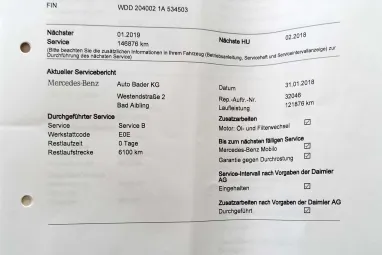 FIN WDD 204002 1A 534503
Nächster 01.2019 Nächste HU 02.2018
Service 146876 km
(Bitte beachten Sie die zusätzlichen Informationen in Ihrem Fahrzeug (Betriebsanleitung, Serviceheft und Serviceintervallanzeige) zur
Durchführung des nächsten Service)
Aktueller Servicebericht
Mercedes-Benz Auto Bader KG
Westendstraße 2
Bad Aibling
Datum 31.01.2018
Rep.-Auftr.-Nr. 32046
Laufleistung 121876 km
Durchgeführter Service
Service Service B
Werkstattcode E0E
Restlaufzeit 0 Tage
Restlaufstrecke 6100 km
Zusatzarbeiten
Motor: Öl- und Filterwechsel
Bis zum nächsten fälligen Service
Mercedes-Benz Mobilo
Garantie gegen Durchrostung
Service-Intervall nach Vorgaben der Daimler
AG
Eingehalten
Zusatzarbeiten nach Vorgaben der Daimler AG
Durchgeführt